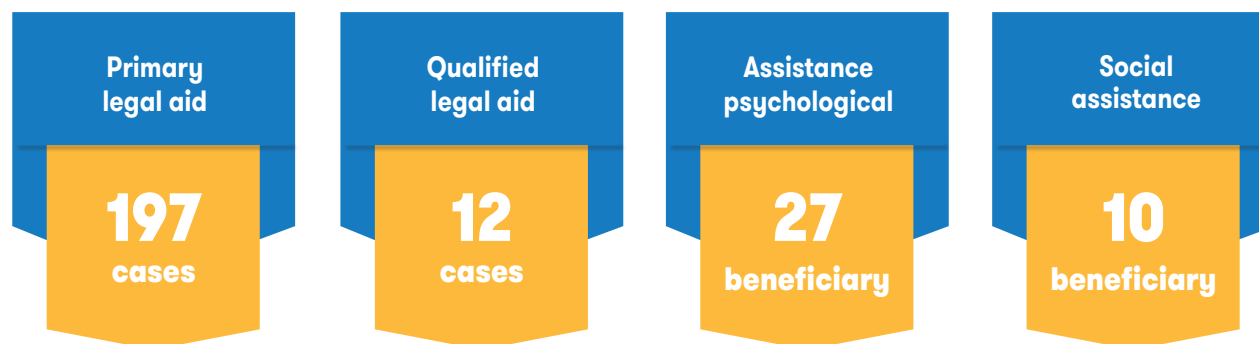 Primary
legal aid
197
cases
Qualified
legal aid
12
cases
Assistance
psychological
27
beneficiary
Social
assistance
10
beneficiary